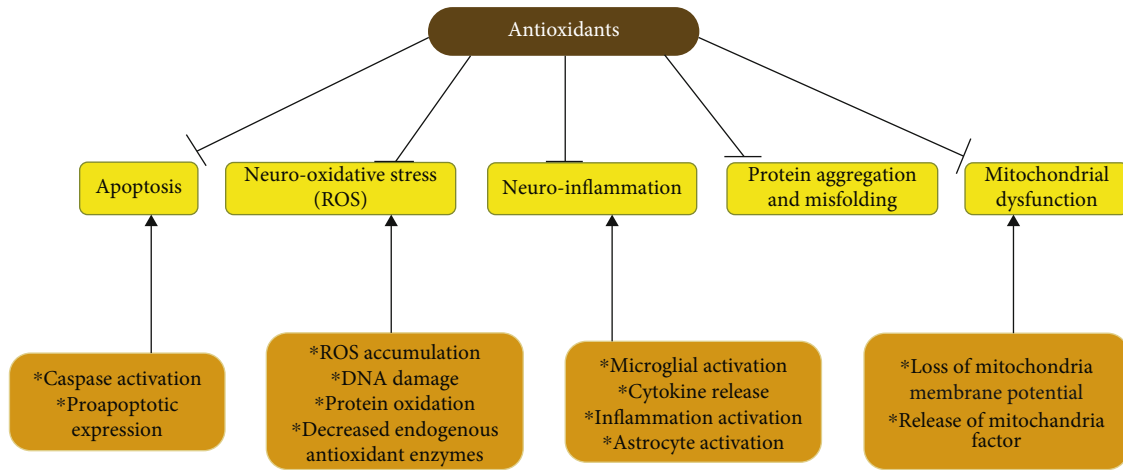 Antioxidants
Apoptosis
Neuro-oxidative stress
(ROS)
Neuro-inflammation
Protein aggregation
and misfolding
Mitochondrial
dysfunction
*Caspase activation
*Proapoptotic
expression
*ROS accumulation
*DNA damage
*Protein oxidation
*Decreased endogenous
antioxidant enzymes
*Microglial activation
*Cytokine release
*Inflammation activation
*Astrocyte activation
*Loss of mitochondria
membrane potential
*Release of mitochandria
factor